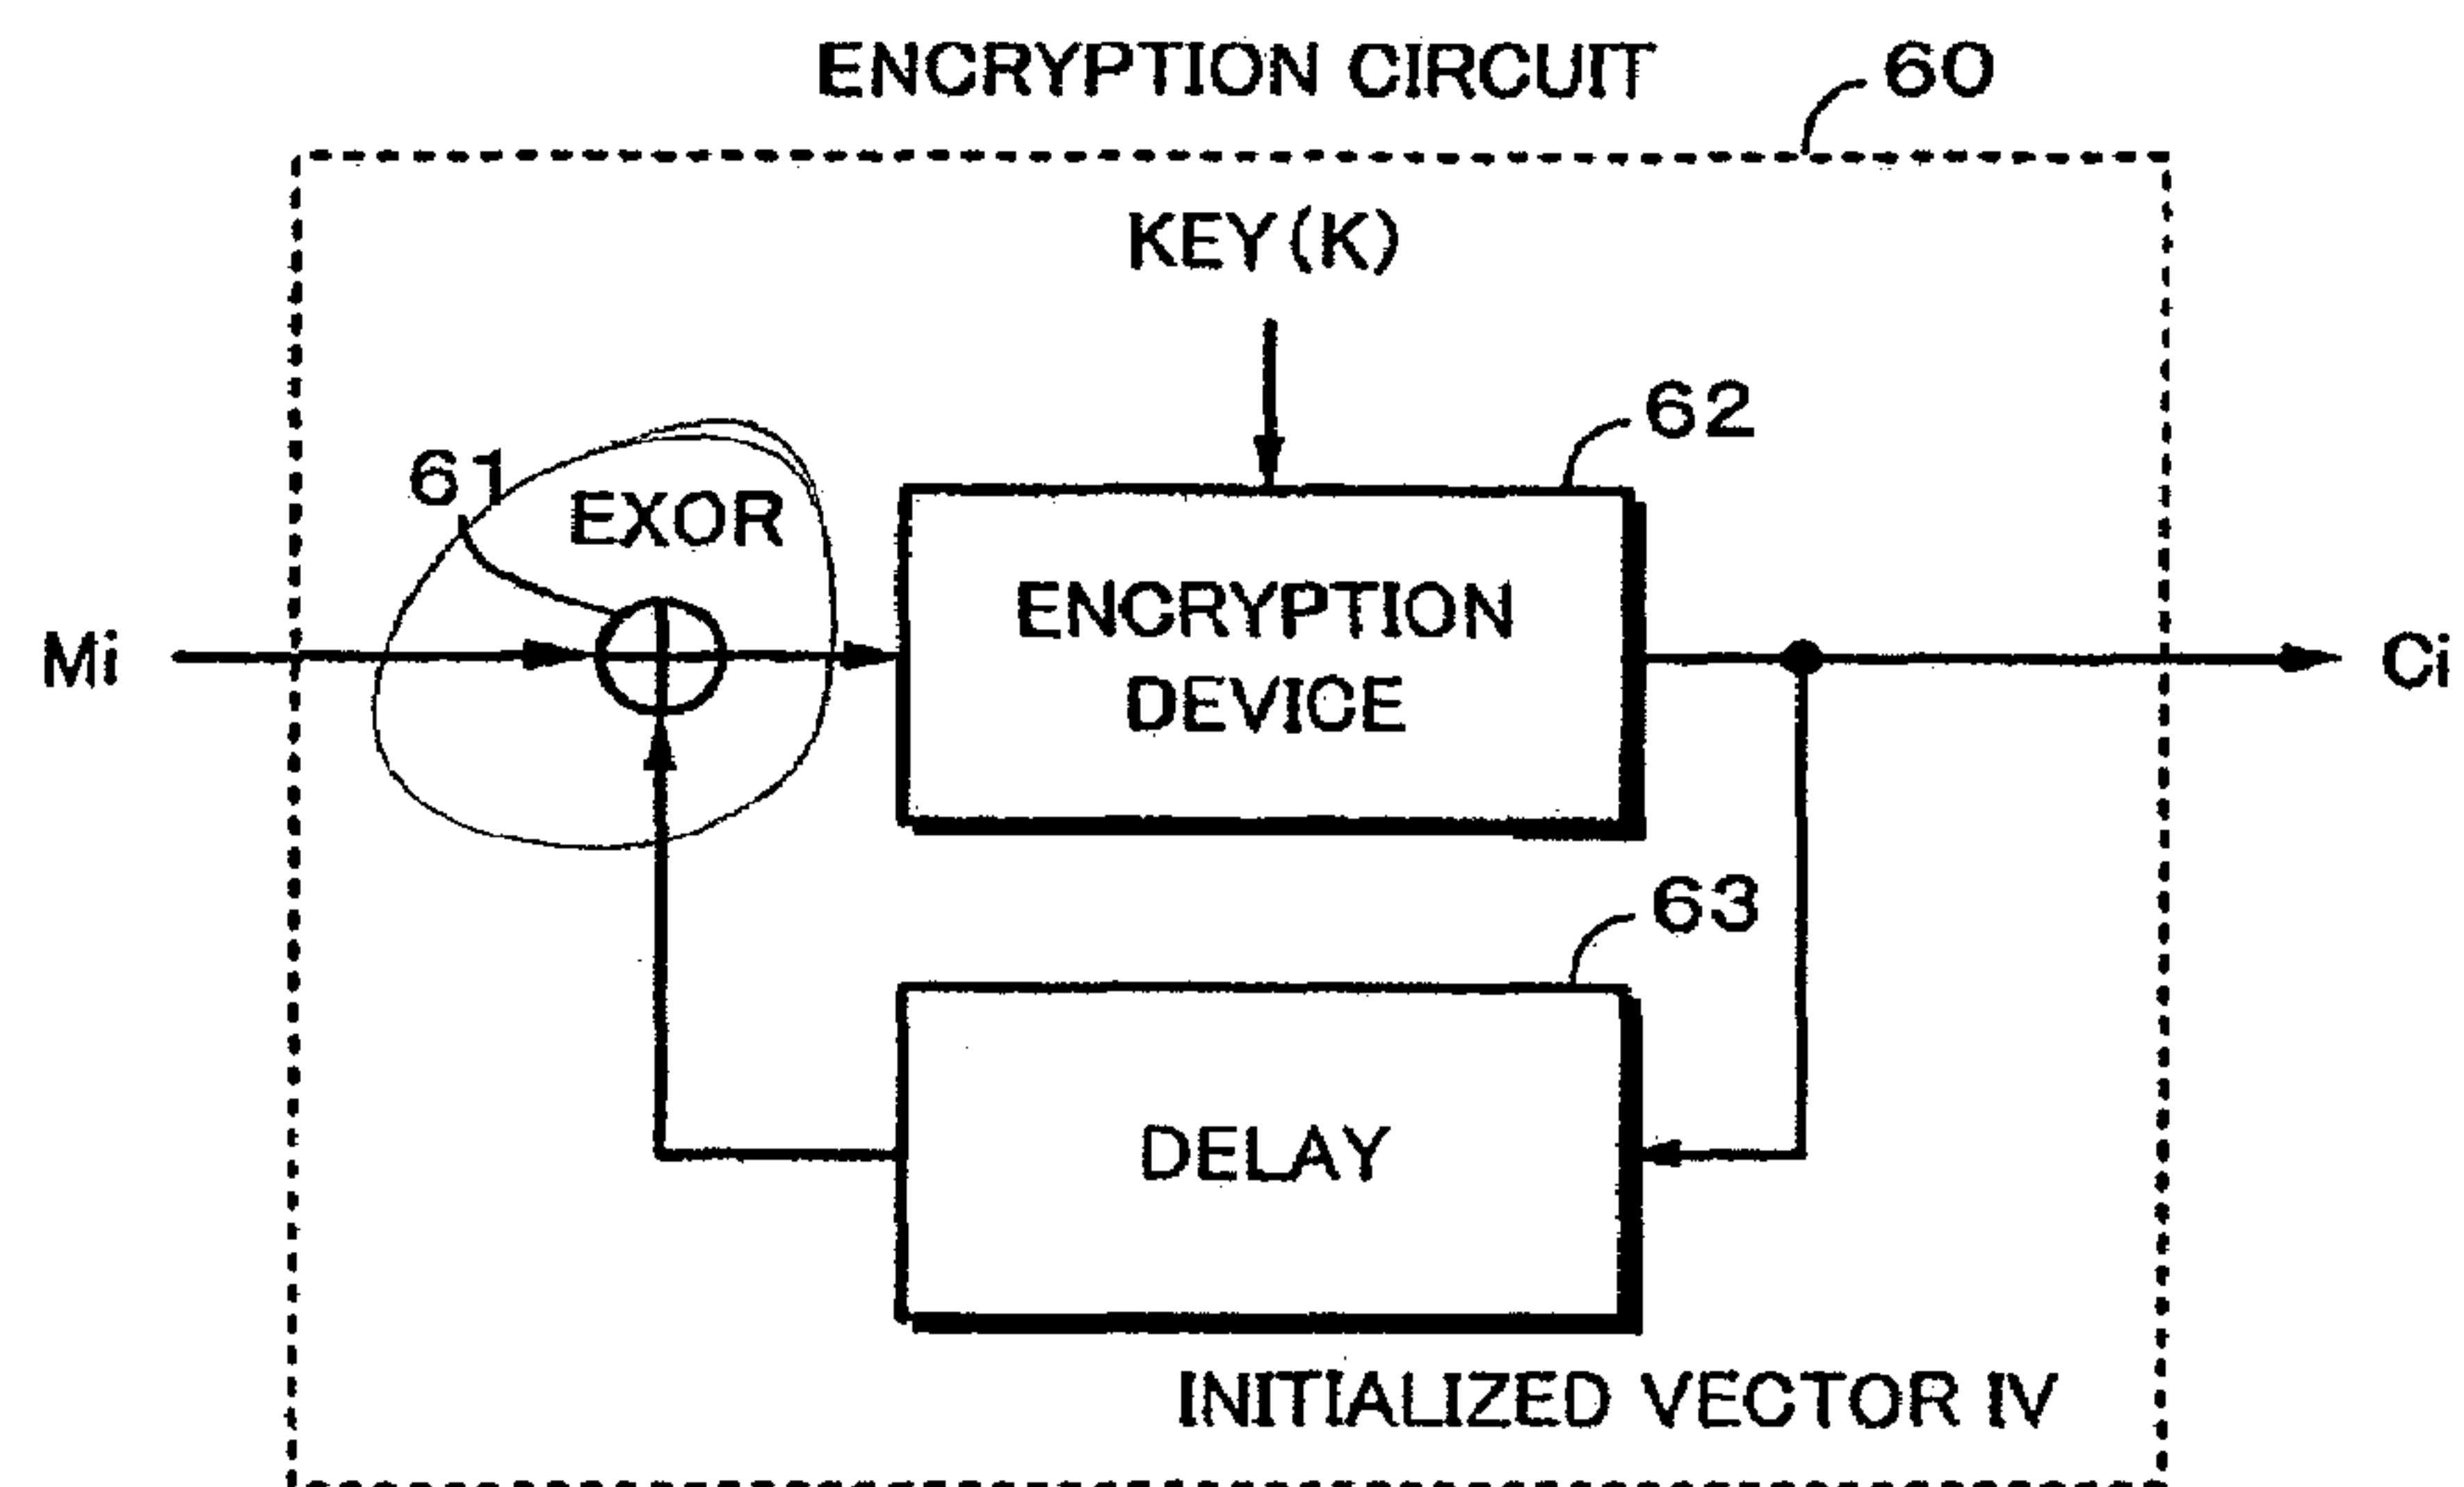 ENCRYPTION CIRCUIT
60
KEY(K)
62
61
EXOR
ENCRYPTION
DEVICE
Mi
Ci
63
DELAY
INITIALIZED VECTOR IV